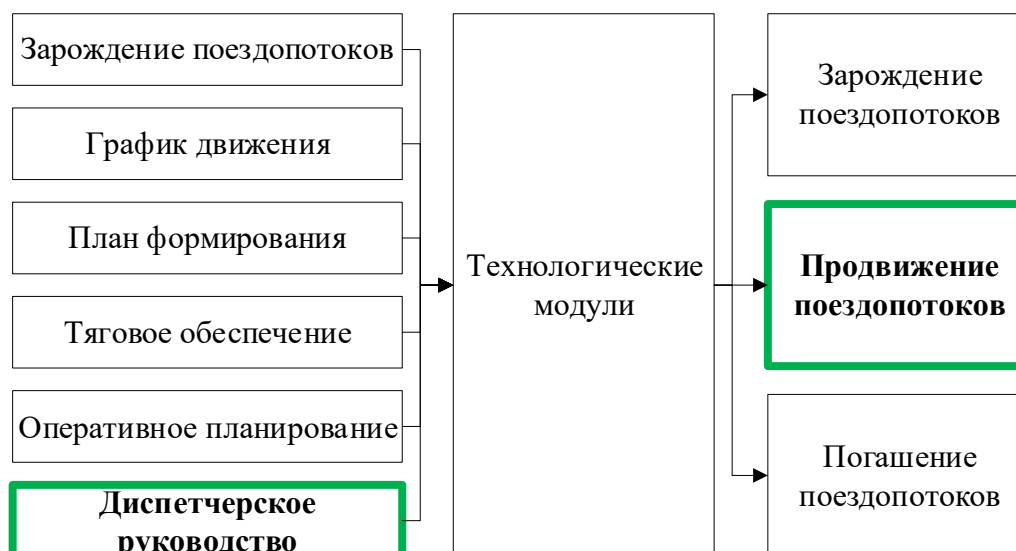 Зарождение поездопотоков
График движения
План формирования
Тяговое обеспечение
Оперативное планирование
Диспетчерское
руководство
Технологические
модули
Зарождение
поездопотоков
Продвижение
поездопотоков
Погашение
поездопотоков